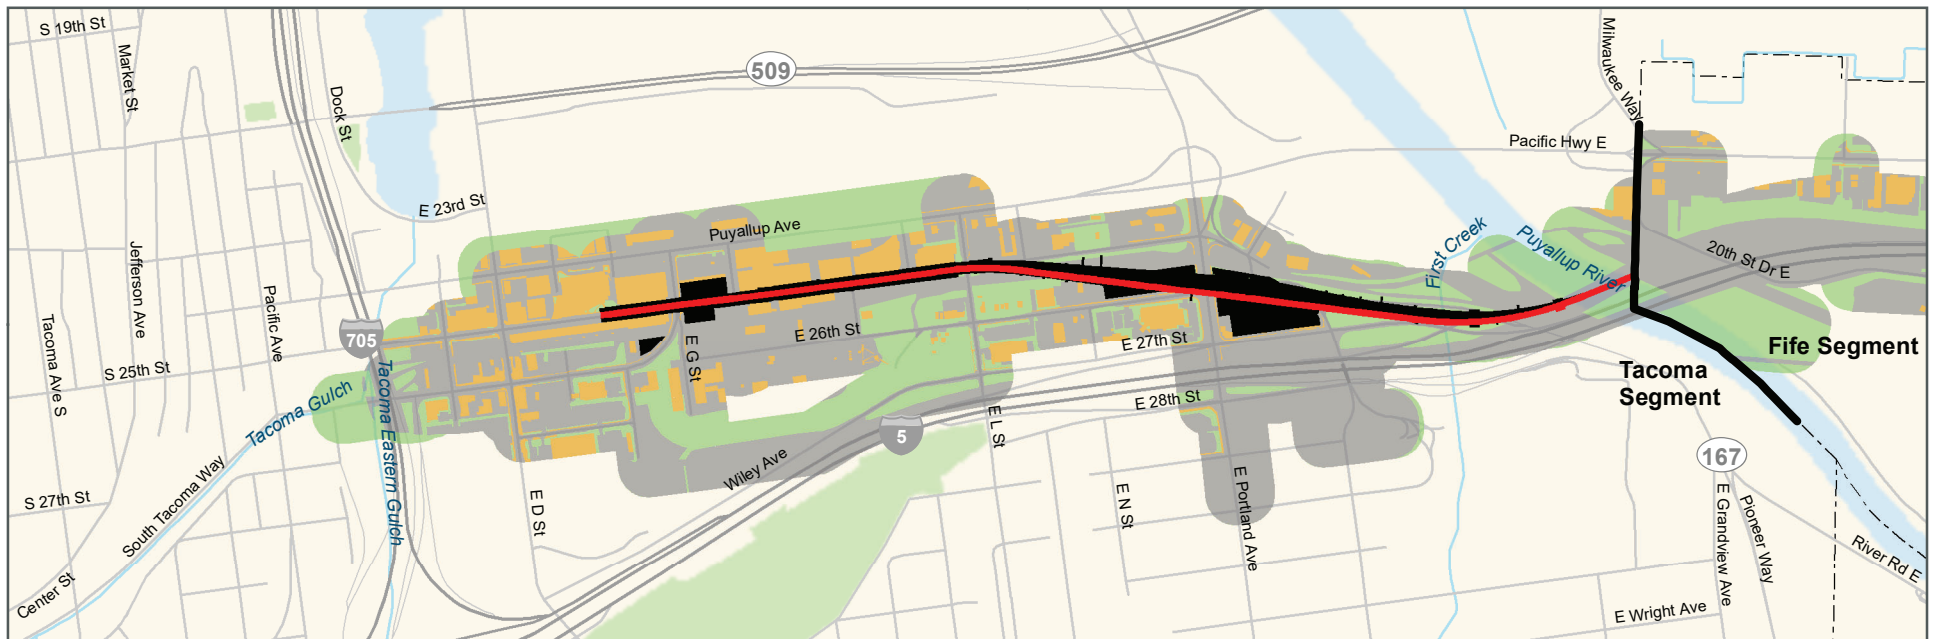 S 19th St
Market St
Dock St
509
Milwaukee Way
Pacific Hwy E
E 23rd St
Puyallup Ave
First Creek
Puyallup River
20th St Dr E
Jefferson Ave
Pacific Ave
Tacoma Ave S
705
S 25th St
E 26th St
E G St
E 27th St
Fife Segment
Tacoma
Segment
Tacoma Gulch
Tacoma Eastern Gulch
E 28th St
E L St
5
167
Wiley Ave
South Tacoma Way
S 27th St
E D St
E N St
E Portland Ave
E Grandview Ave
Pioneer Way
River Rd E
Center St
E Wright Ave